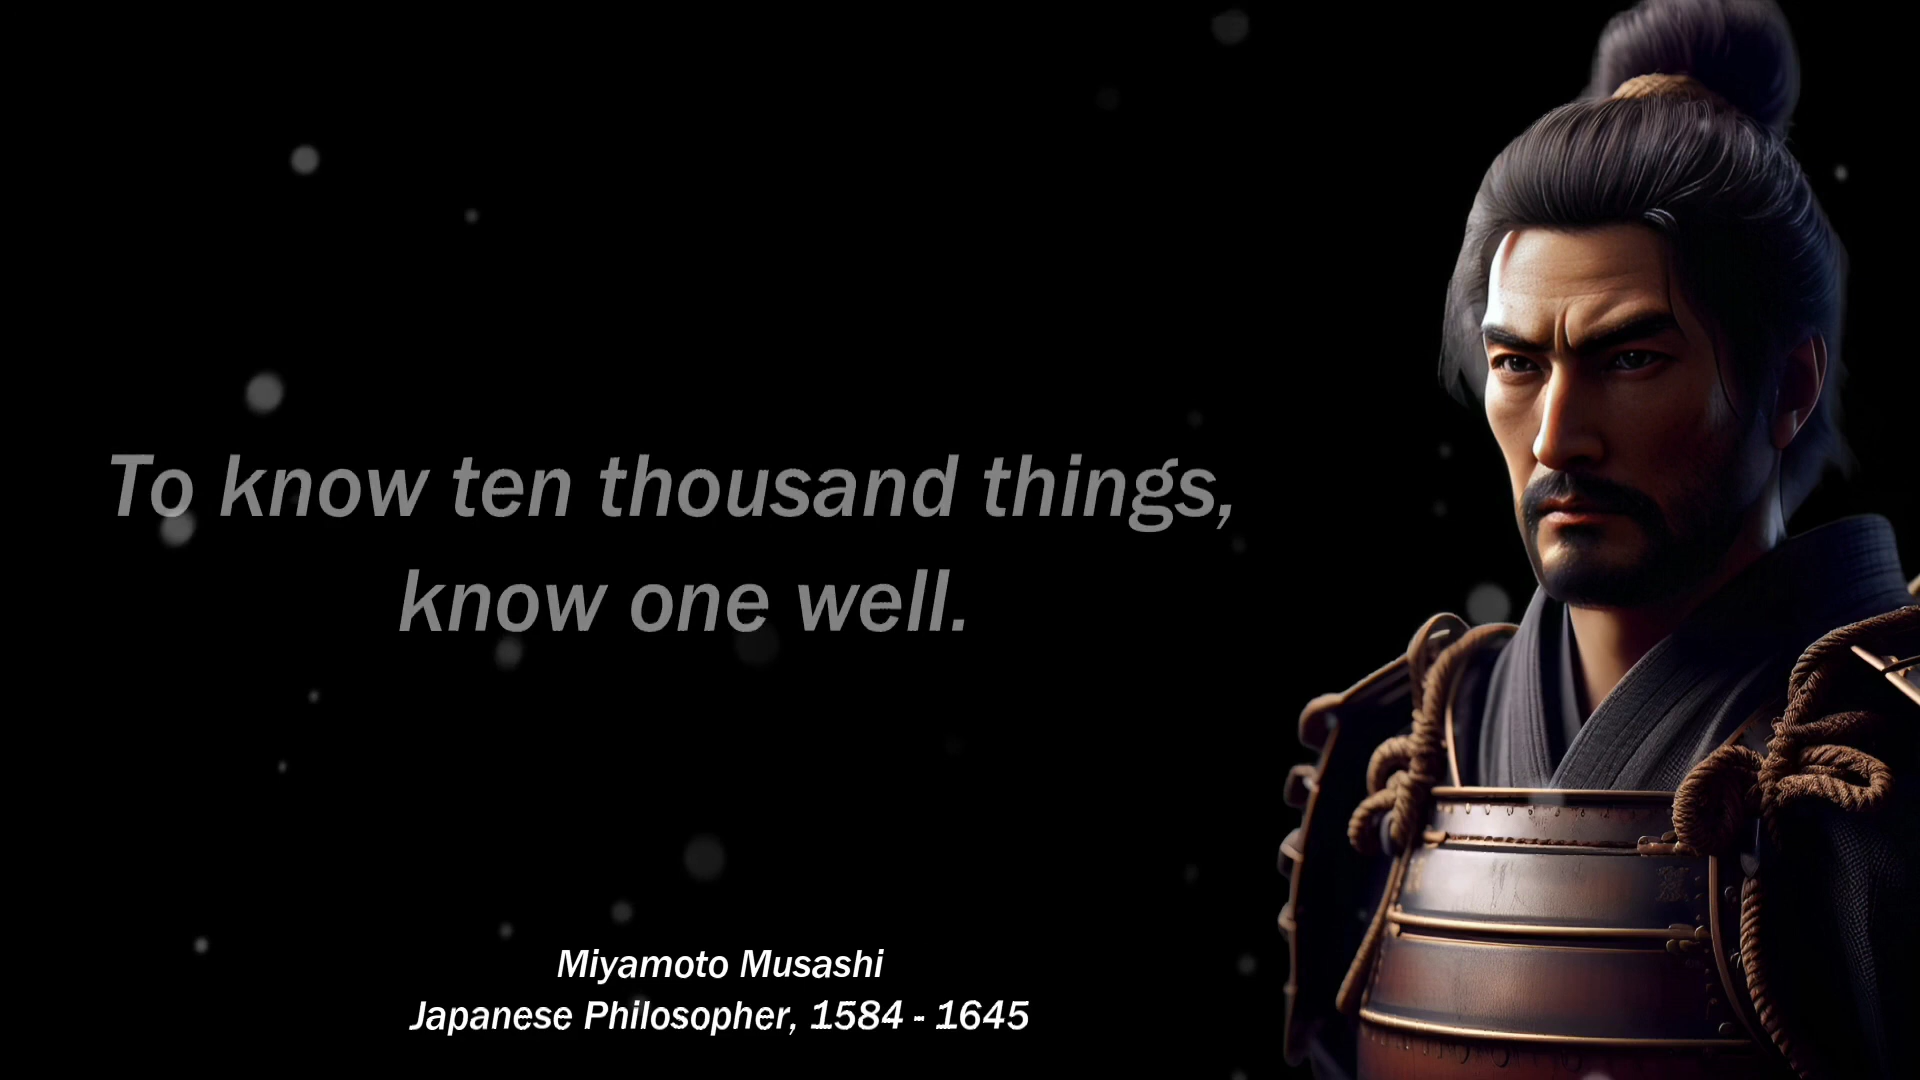 To know ten thousand things,
know one well.
Miyamoto Musashi
Japanese Philosopher, 1584 - 1645